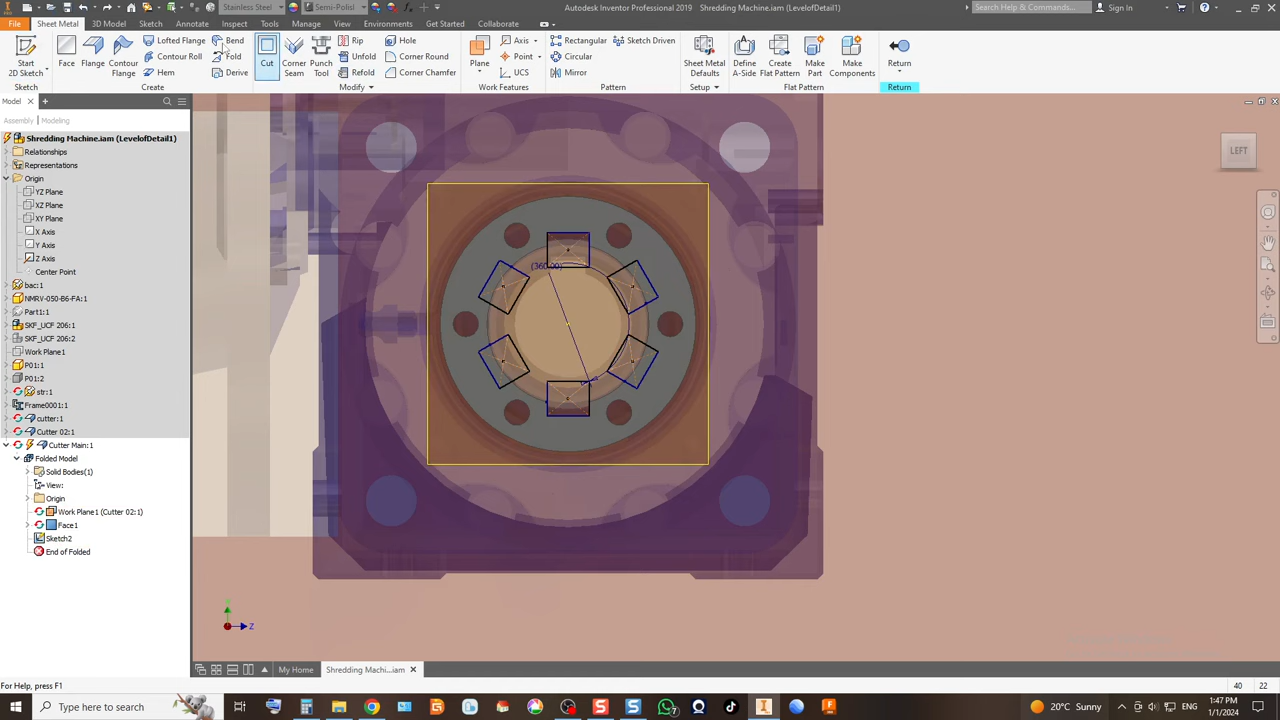 Stainless Steel
Semi-Polis
Autodesk Inventor Professional 2019
Shredding Machine.iam (LevelofDetail1)
Search Help & Commands...
Sign In
File
Sheet Metal
3D Model
Sketch
Annotate
Inspect
Tools
Manage
View
Environments
Get Started
Collaborate
Start
2D Sketch
Sketch
Face
Flange
Contour
Flange
Lofted Flange
Contour Roll
Hem
Bend
Fold
Derive
Create
Cut
Corner
Seam
Punch
Tool
Rip
Unfold
Refold
Hole
Corner Round
Corner Chamfer
Modify
Plane
Axis
Point
UCS
Work Features
Rectangular
Circular
Mirror
Sketch Driven
Pattern
Sheet Metal
Defaults
Setup
Define
A-Side
Create
Flat Pattern
Make
Part
Make
Components
Flat Pattern
Return
Return
Model
Assembly
Modeling
Shredding Machine.iam (LevelofDetail1)
Relationships
Representations
Origin
YZ Plane
XZ Plane
XY Plane
X Axis
Y Axis
Z Axis
Center Point
bac:1
NMRV-050-B6-FA:1
Part1:1
SKF_UCF 206:1
SKF_UCF 206:2
Work Plane1
P01:1
P01:2
str:1
Frame0001:1
cutter:1
Cutter 02:1
Cutter Main:1
Folded Model
Solid Bodies(1)
View:
Origin
Work Plane1 (Cutter 02:1)
Face1
Sketch2
End of Folded
LEFT
Z
My Home
Shredding Machi...iam
For Help, press F1
40
22
Type here to search
20°C Sunny
ENG
1:47 PM
1/1/2024